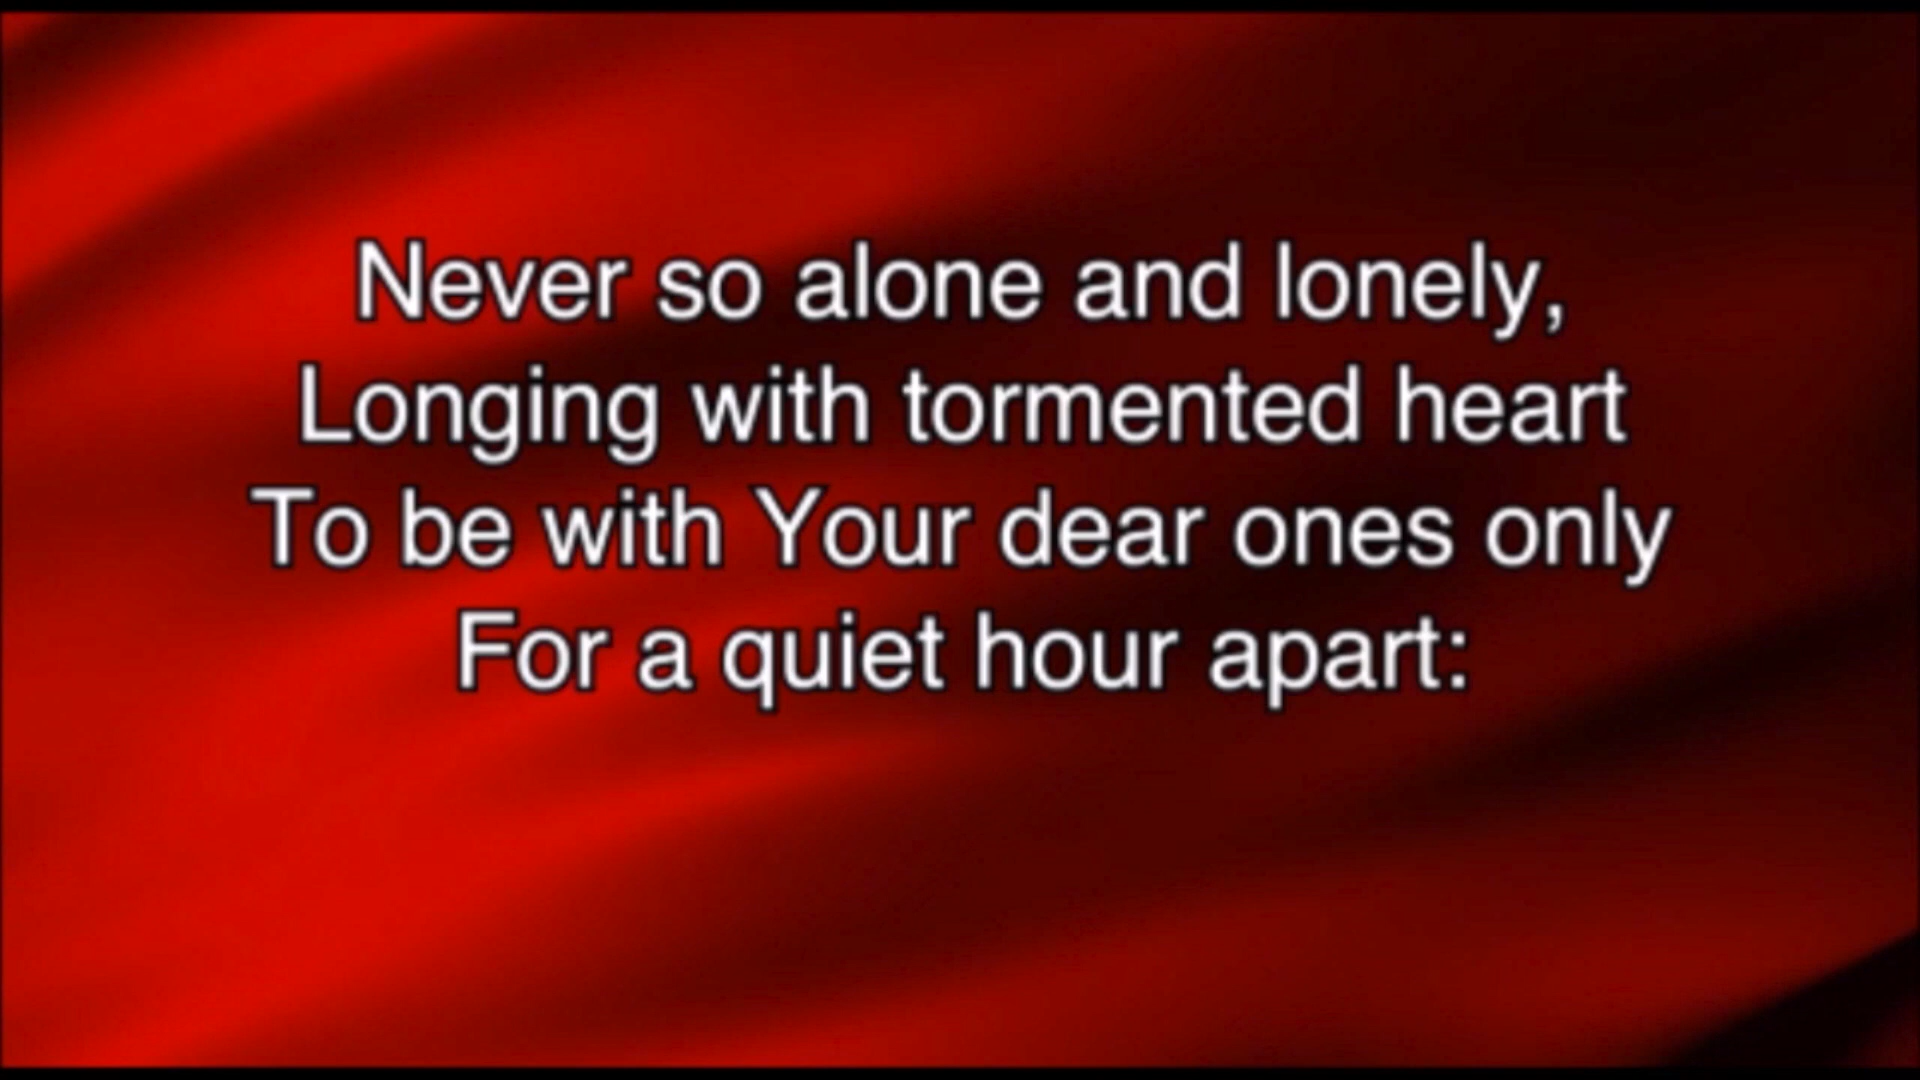 Never so alone and lonely,
Longing with tormented heart
To be with Your dear ones only
For a quiet hour apart: